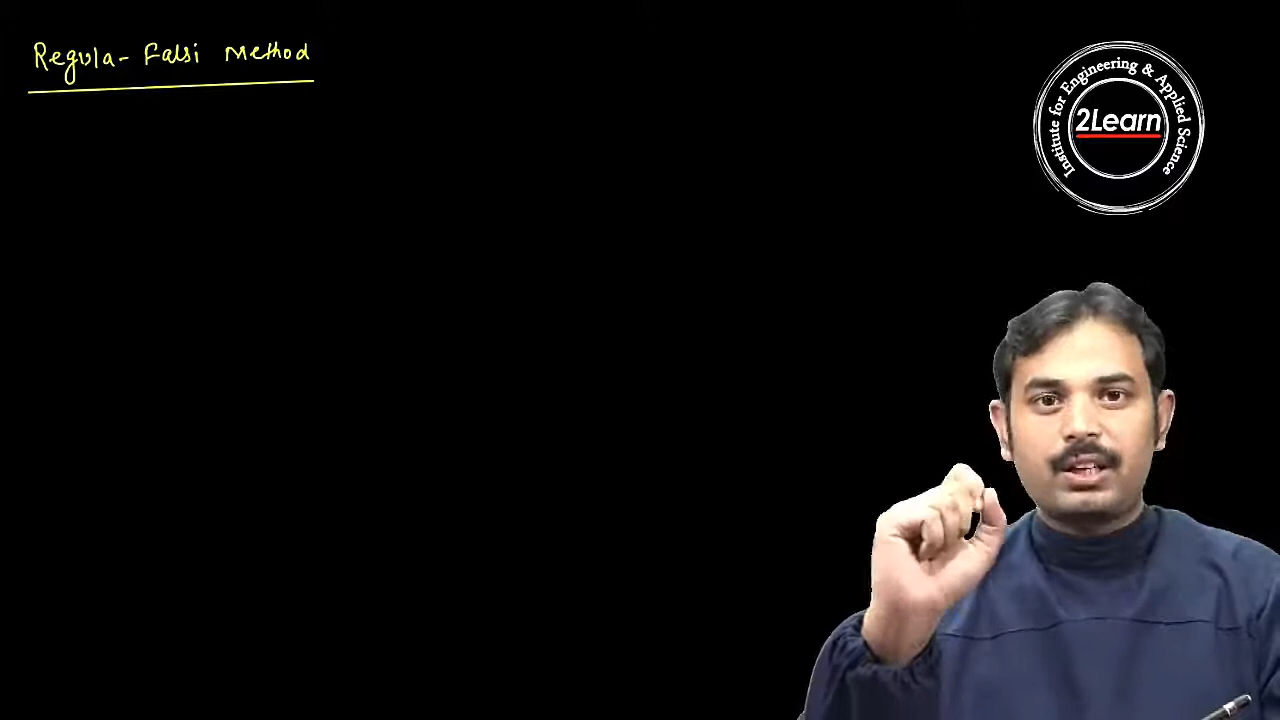 Regula-Falsi Method
Institute for Engineering & Applied Science
2Learn